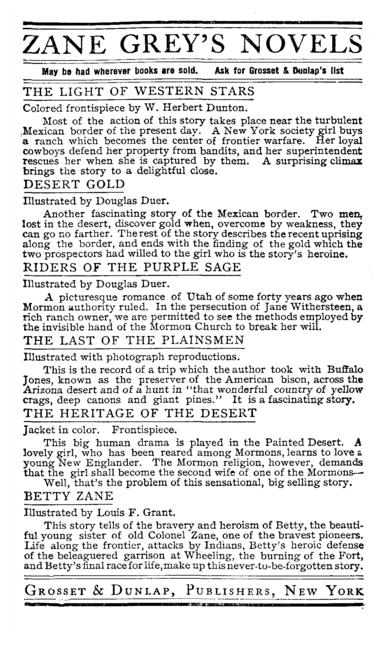 ZANE GREY'S NOVELS
May be had wherever books are sold. Ask for Grosset & Dunlap's list
THE LIGHT OF WESTERN STARS
Colored frontispiece by W. Herbert Dunton.
Most of the action of this story takes place near the turbulent
Mexican border of the present day. A New York society girl buys
a ranch which becomes the center of frontier warfare. Her loyal
cowboys defend her property from bandits, and her superintendent
rescues her when she is captured by them. A surprising climax
brings the story to a delightful close.
DESERT GOLD
Illustrated by Douglas Duer.
Another fascinating story of the Mexican border. Two men,
lost in the desert, discover gold when, overcome by weakness, they
can go no farther. The rest of the story describes the recent uprising
along the border, and ends with the finding of the gold which the
two prospectors had willed to the girl who is the story's heroine.
RIDERS OF THE PURPLE SAGE
Illustrated by Douglas Duer.
A picturesque romance of Utah of some forty years ago when
Mormon authority ruled. In the persecution of Jane Withersteen, a
rich ranch owner, we are permitted to see the methods employed by
the invisible hand of the Mormon Church to break her will.
THE LAST OF THE PLAINSMEN
Illustrated with photograph reproductions.
This is the record of a trip which the author took with Buffalo
Jones, known as the preserver of the American bison, across the
Arizona desert and of a hunt in "that wonderful country of yellow
crags, deep canons and giant pines." It is a fascinating story.
THE HERITAGE OF THE DESERT
Jacket in color. Frontispiece.
This big human drama is played in the Painted Desert. A
lovely girl, who has been reared among Mormons, learns to love a
young New Englander. The Mormon religion, however, demands
that the girl shall become the second wife of one of the Mormons—
Well, that's the problem of this sensational, big selling story.
BETTY ZANE
Illustrated by Louis F. Grant.
This story tells of the bravery and heroism of Betty, the beauti-
ful young sister of old Colonel Zane, one of the bravest pioneers.
Life along the frontier, attacks by Indians, Betty's heroic defense
of the beleaguered garrison at Wheeling, the burning of the Fort,
and Betty's final race for life, make up this never-to-be-forgotten story.
GROSSET & DUNLAP, PUBLISHERS, NEW YORK